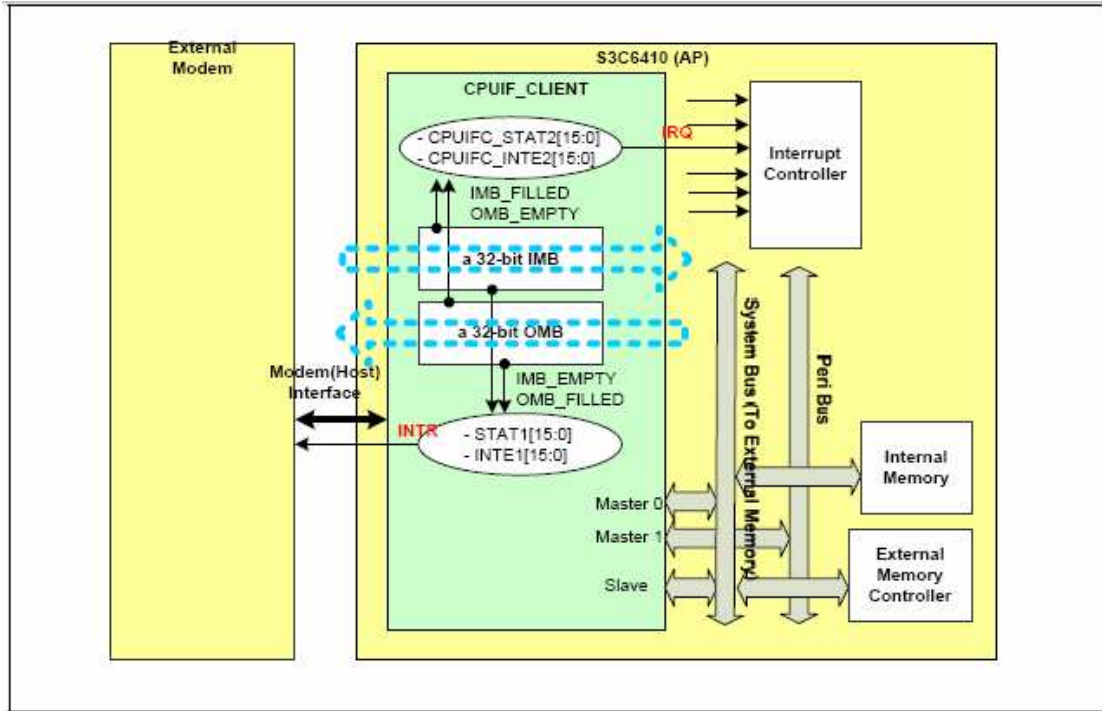 External
Modem
S3C6410 (AP)
CPUIF_CLIENT
- CPUIFC_STAT2[15:0]
- CPUIFC_INTE2[15:0]
IRQ
Interrupt
Controller
IMB_FILLED
OMB_EMPTY
a 32-bit IMB
a 32-bit OMB
System Bus (To External Memory)
Peri Bus
IMB_EMPTY
OMB_FILLED
Modem(Host)
Interface
INTR
- STAT1[15:0]
- INTE1[15:0]
Internal
Memory
Master 0
Master 1
Slave
External
Memory
Controller